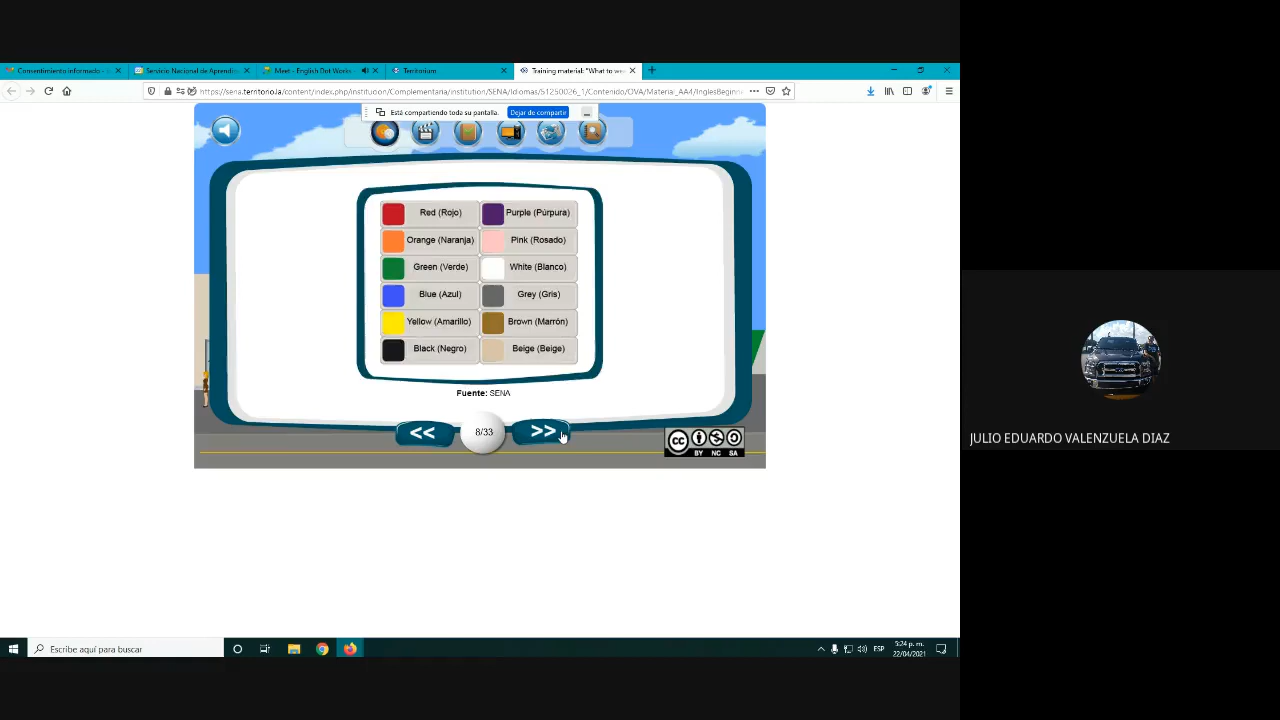 Consentimiento informado -
Servicio Nacional de Aprendi
Meet - English Dot Works -
Territorium
Training material: "What to we
https://sena.territorio.la/content/index.php/institucion/Complementaria/institution/SENA/Idiomas/51250026_1/Contenido/OVA/Material_AA4/InglesBeginn
Está compartiendo toda su pantalla.
Dejar de compartir
Red (Rojo)
Purple (Púrpura)
Orange (Naranja)
Pink (Rosado)
Green (Verde)
White (Blanco)
Blue (Azul)
Grey (Gris)
Yellow (Amarillo)
Brown (Marrón)
Black (Negro)
Beige (Beige)
Fuente: SENA
<<
8/33
>>
cc
BY NC SA
JULIO EDUARDO VALENZUELA DIAZ
Escribe aquí para buscar
ESP
5:24 p. m.
22/04/2021